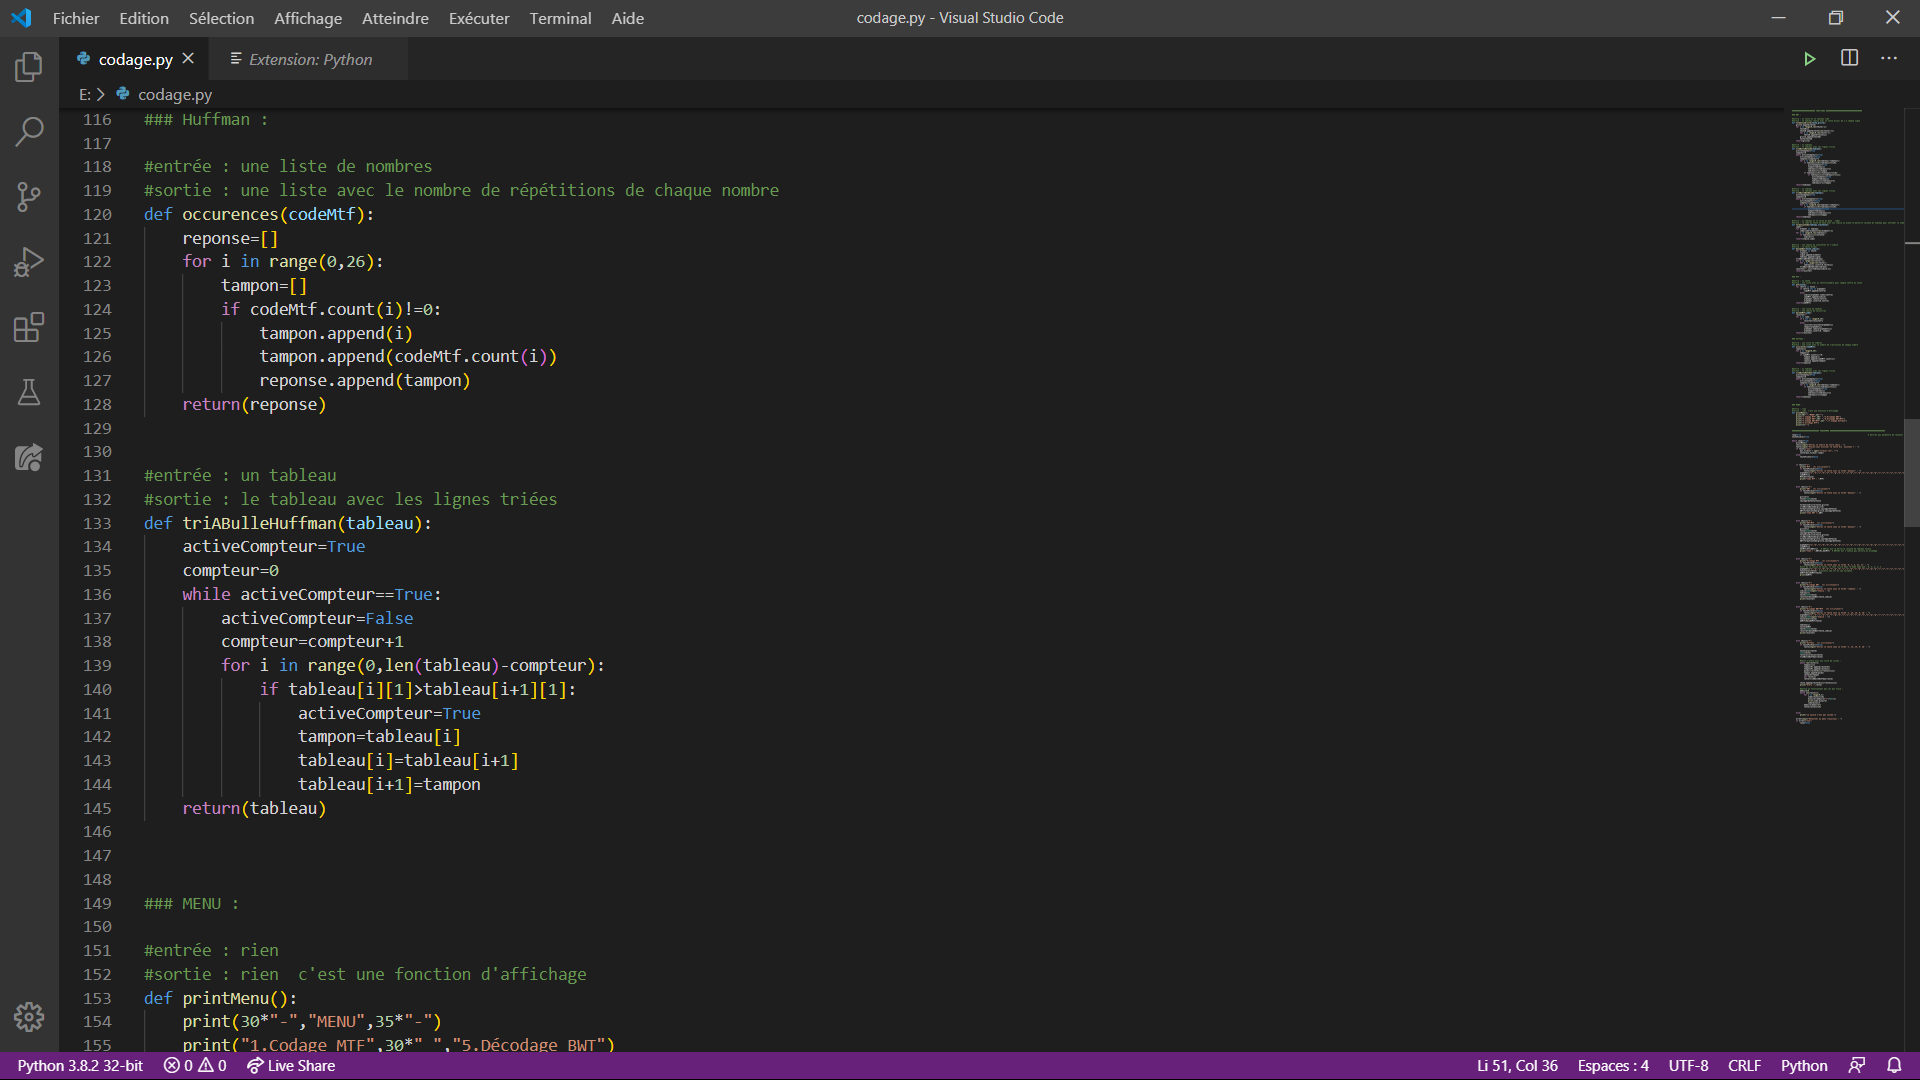 Fichier Edition Sélection Affichage Atteindre Exécuter Terminal Aide codage.py - Visual Studio Code
codage.py Extension: Python
E: > codage.py
116 ### Huffman :
117
118 #entrée : une liste de nombres
119 #sortie : une liste avec le nombre de répétitions de chaque nombre
120 def occurences(codeMtf):
121 reponse=[]
122 for i in range(0,26):
123 tampon=[]
124 if codeMtf.count(i)!=0:
125 tampon.append(i)
126 tampon.append(codeMtf.count(i))
127 reponse.append(tampon)
128 return(reponse)
129
130
131 #entrée : un tableau
132 #sortie : le tableau avec les lignes triées
133 def triABulleHuffman(tableau):
134 activeCompteur=True
135 compteur=0
136 while activeCompteur==True:
137 activeCompteur=False
138 compteur=compteur+1
139 for i in range(0,len(tableau)-compteur):
140 if tableau[i][1]>tableau[i+1][1]:
141 activeCompteur=True
142 tampon=tableau[i]
143 tableau[i]=tableau[i+1]
144 tableau[i+1]=tampon
145 return(tableau)
146
147
148
149 ### MENU :
150
151 #entrée : rien
152 #sortie : rien  c'est une fonction d'affichage
153 def printMenu():
154 print(30*"-","MENU",35*"-")
155 print("1.Codage MTF",30*" ","5.Décodage BWT")
Python 3.8.2 32-bit 0 0 Live Share Li 51, Col 36 Espaces : 4 UTF-8 CRLF Python